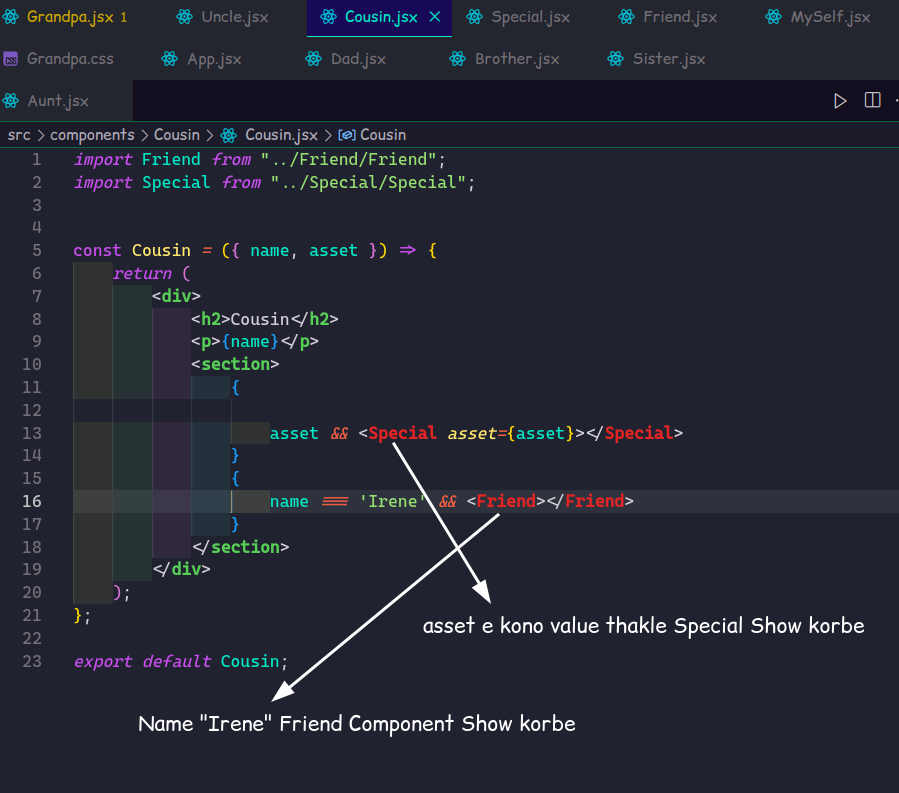 Grandpa.jsx 1 Uncle.jsx Cousin.jsx Special.jsx Friend.jsx MySelf.jsx
Grandpa.css App.jsx Dad.jsx Brother.jsx Sister.jsx
Aunt.jsx
src > components > Cousin > Cousin.jsx > Cousin
1 import Friend from "../Friend/Friend";
2 import Special from "../Special/Special";
3
4
5 const Cousin = ({ name, asset }) => {
6 return (
7 <div>
8 <h2>Cousin</h2>
9 <p>{name}</p>
10 <section>
11 {
12
13 asset && <Special asset={asset}></Special>
14 }
15 {
16 name === 'Irene' && <Friend></Friend>
17 }
18 </section>
19 </div>
20 );
21 };
22
23 export default Cousin;
asset e kono value thakle Special Show korbe
Name "Irene" Friend Component Show korbe